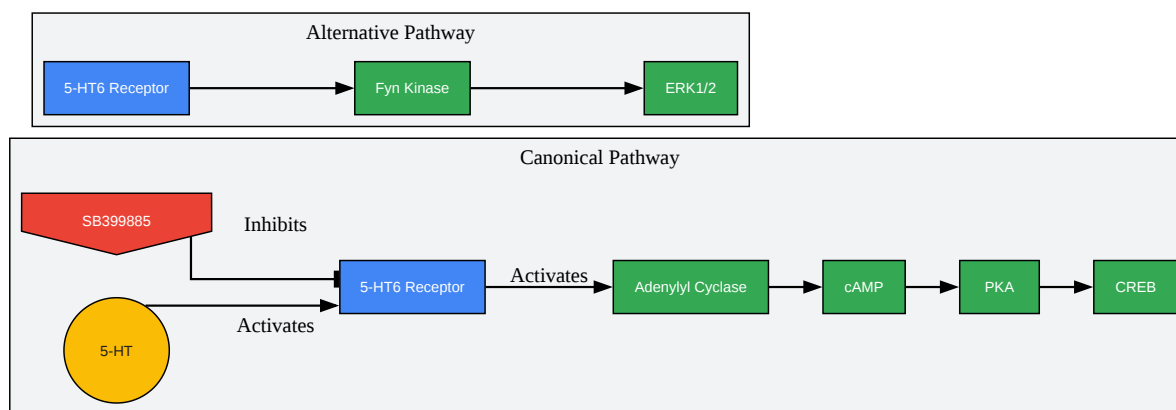 Alternative Pathway
5-HT6 Receptor
Fyn Kinase
ERK1/2
Canonical Pathway
SB399885
Inhibits
5-HT6 Receptor
Activates
Adenylyl Cyclase
cAMP
PKA
CREB
Activates
5-HT